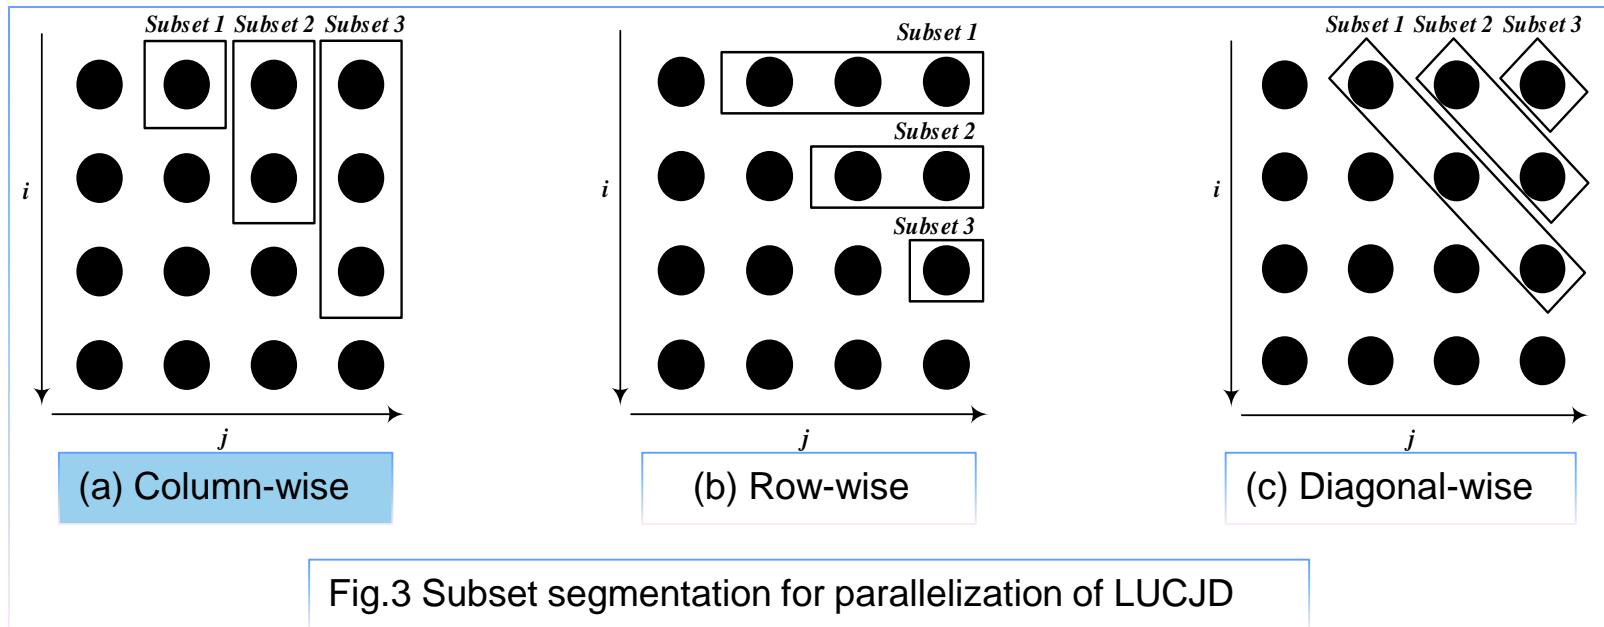 Subset 1 Subset 2 Subset 3
i
j
(a) Column-wise
Subset 1
Subset 2
Subset 3
i
j
(b) Row-wise
Subset 1 Subset 2 Subset 3
i
j
(c) Diagonal-wise
Fig.3 Subset segmentation for parallelization of LUCJD